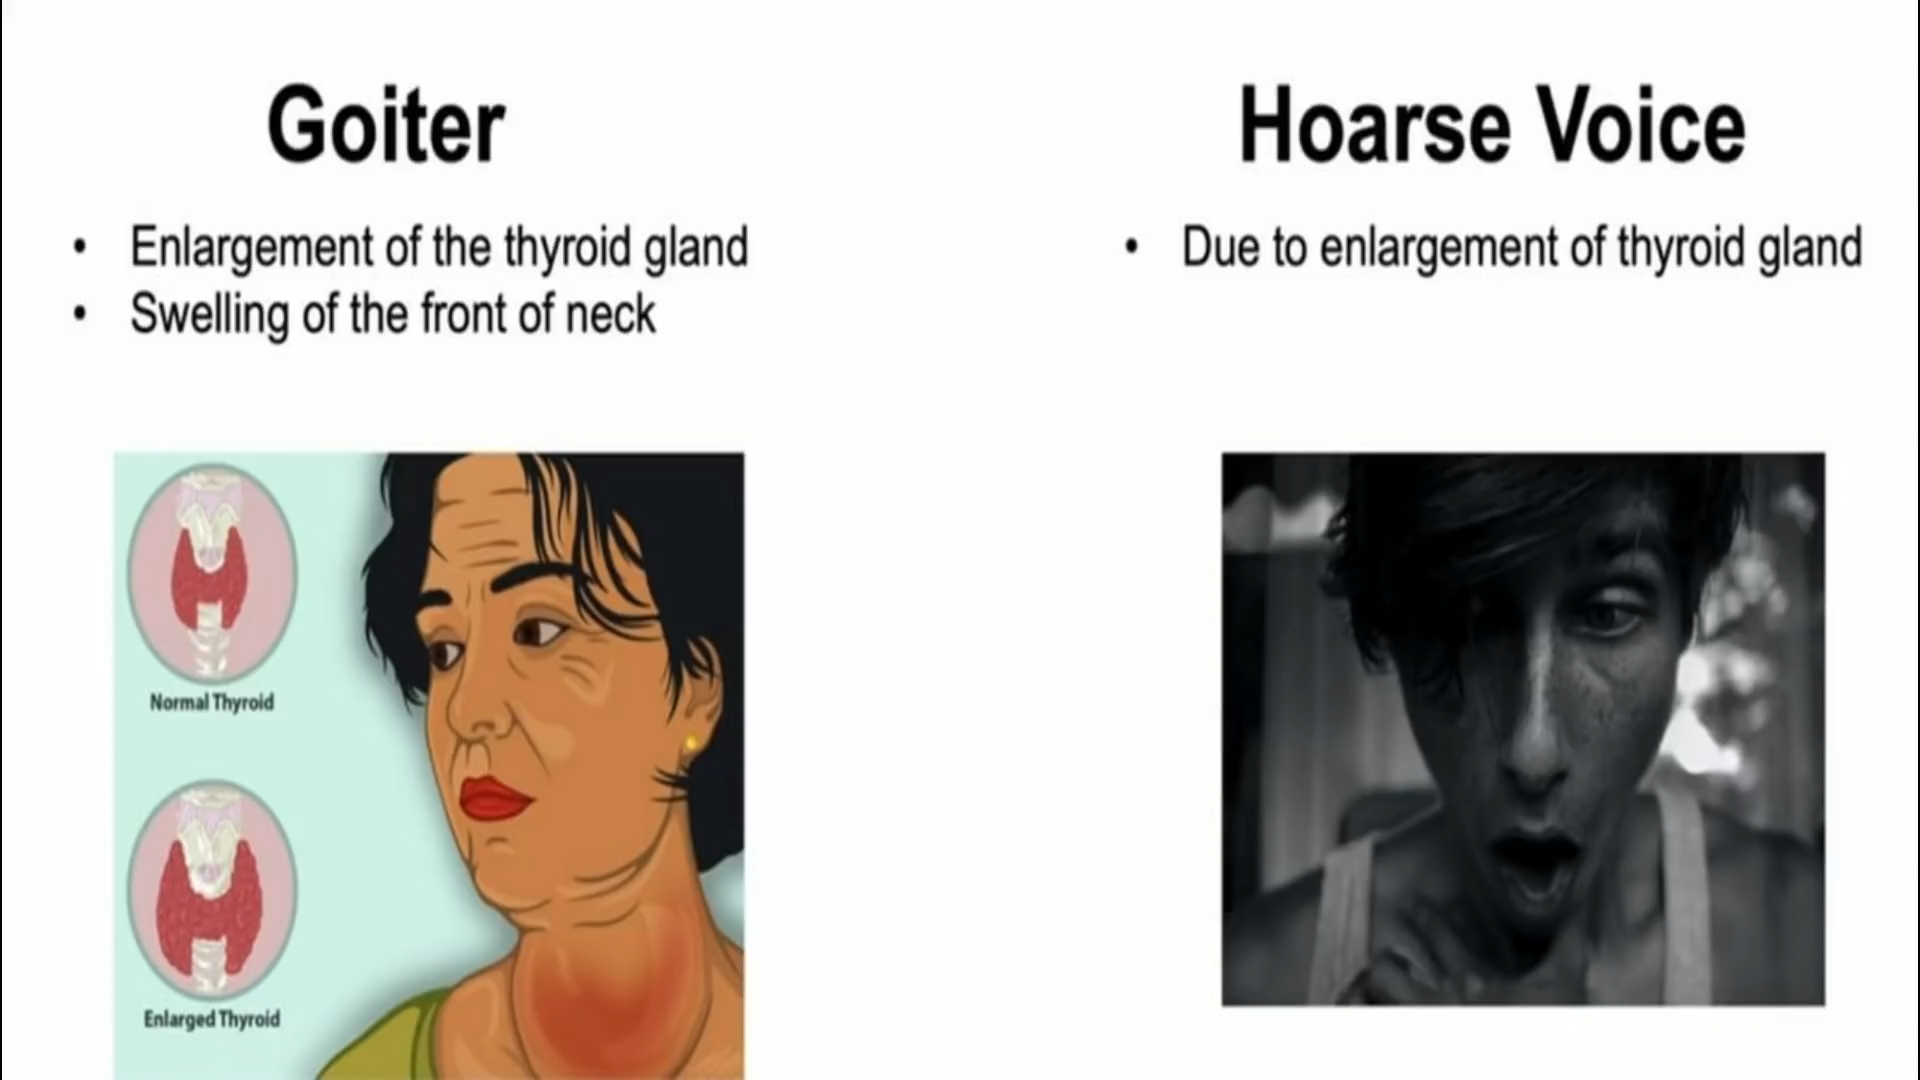 Goiter
• Enlargement of the thyroid gland
• Swelling of the front of neck
Normal Thyroid
Enlarged Thyroid
Hoarse Voice
• Due to enlargement of thyroid gland